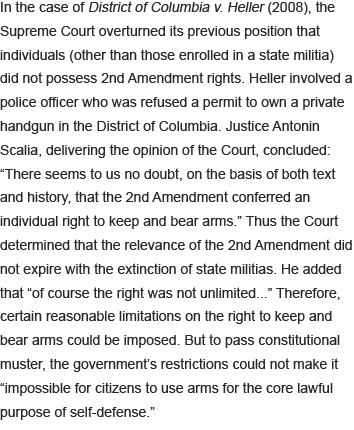 In the case of District of Columbia v. Heller (2008), the
Supreme Court overturned its previous position that
individuals (other than those enrolled in a state militia)
did not possess 2nd Amendment rights. Heller involved a
police officer who was refused a permit to own a private
handgun in the District of Columbia. Justice Antonin
Scalia, delivering the opinion of the Court, concluded:
“There seems to us no doubt, on the basis of both text
and history, that the 2nd Amendment conferred an
individual right to keep and bear arms.” Thus the Court
determined that the relevance of the 2nd Amendment did
not expire with the extinction of state militias. He added
that “of course the right was not unlimited...” Therefore,
certain reasonable limitations on the right to keep and
bear arms could be imposed. But to pass constitutional
muster, the government’s restrictions could not make it
“impossible for citizens to use arms for the core lawful
purpose of self-defense.”